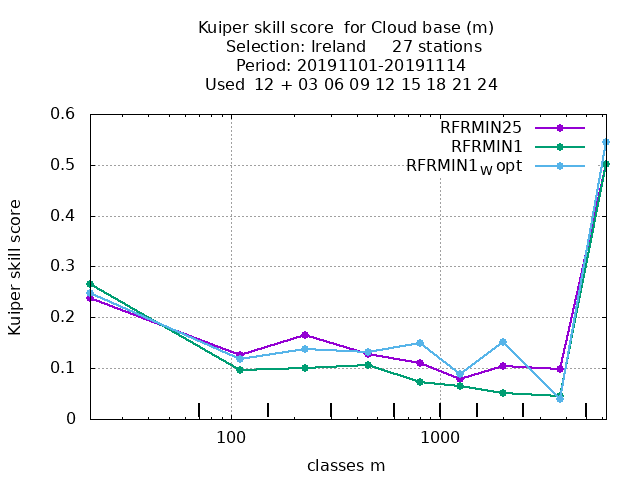 Kuiper skill score for Cloud base (m)
Selection: Ireland 27 stations
Period: 20191101-20191114
Used 12 + 03 06 09 12 15 18 21 24
RFRMIN25
RFRMIN1
RFRMIN1W opt
0.6
0.5
0.4
0.3
0.2
0.1
0
Kuiper skill score
100 1000
classes m